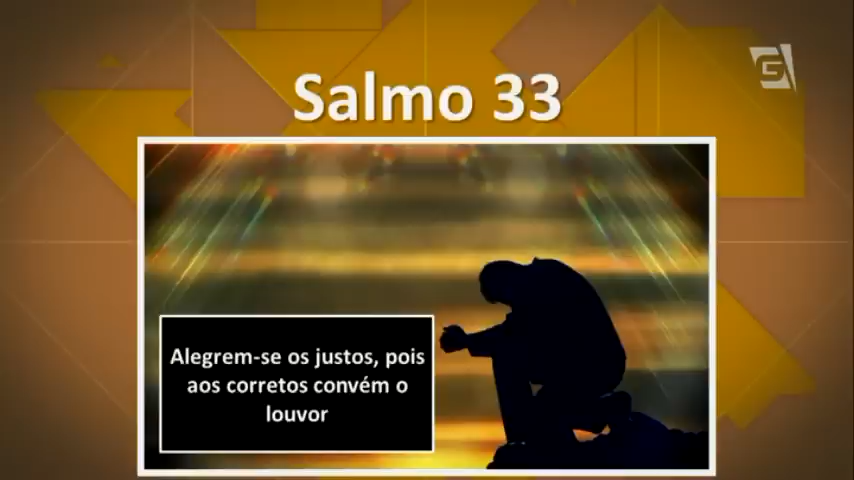 Salmo 33
G
Alegrem-se os justos, pois
aos corretos convém o
louvor